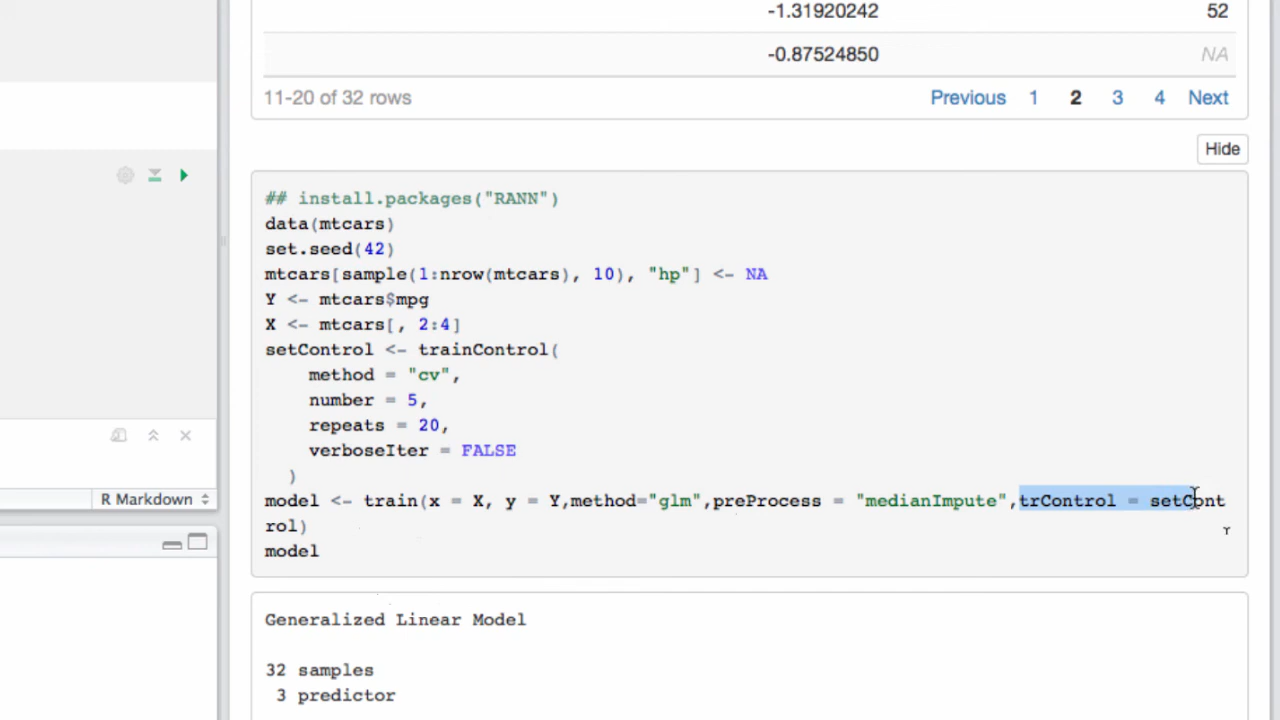 -1.31920242 52
-0.87524850 NA
11-20 of 32 rows Previous 1 2 3 4 Next
Hide
## install.packages("RANN")
data(mtcars)
set.seed(42)
mtcars[sample(1:nrow(mtcars), 10), "hp"] <- NA
Y <- mtcars$mpg
X <- mtcars[, 2:4]
setControl <- trainControl(
method = "cv",
number = 5,
repeats = 20,
verboseIter = FALSE
)
model <- train(x = X, y = Y,method="glm",preProcess = "medianImpute",trControl = setCont
rol)
model
R Markdown
Generalized Linear Model
32 samples
3 predictor